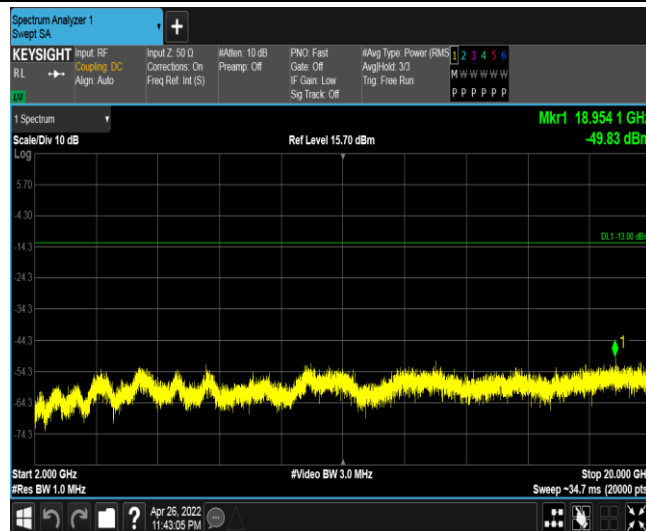 Spectrum Analyzer 1
Swept SA
+
KEYSIGHT Input: RF Input Z: 50 Ω #Atten: 10 dB PNO: Fast #Avg Type: Power (RMS 1 2 3 4 5 6
RL Coupling: DC Corrections: On Preamp: Off Gate: Off Avg|Hold: 3/3 M W W W W W
Align: Auto Freq Ref: Int (S) IF Gain: Low Trig: Free Run
Sig Track: Off P P P P P P
1 Spectrum Mkr1 18.954 1 GHz
Scale/Div 10 dB Ref Level 15.70 dBm -49.83 dBm
Log
5.70
-4.30
DL1 -13.00 dBm
-14.3
-24.3
-34.3
-44.3
1
-54.3
-64.3
-74.3
Start 2.000 GHz #Video BW 3.0 MHz Stop 20.000 GHz
#Res BW 1.0 MHz Sweep ~34.7 ms (20000 pts
? Apr 26, 2022
11:43:05 PM